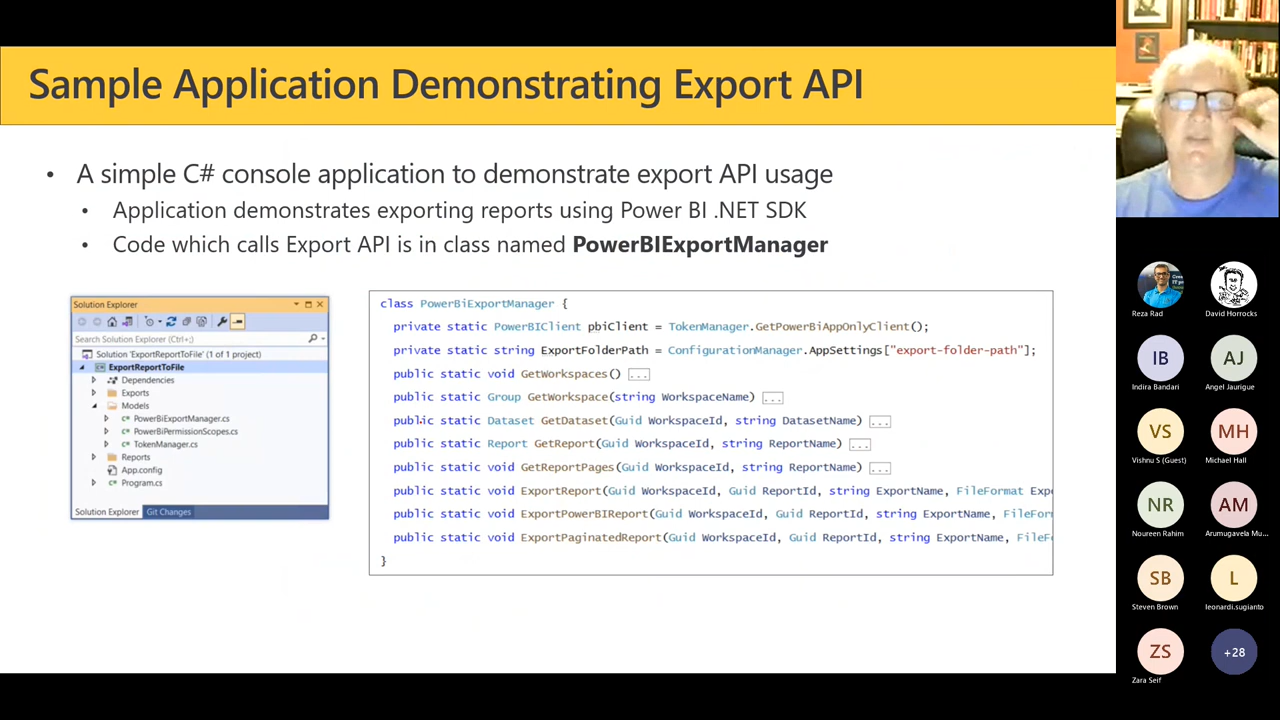 Sample Application Demonstrating Export API
• A simple C# console application to demonstrate export API usage
• Application demonstrates exporting reports using Power BI .NET SDK
• Code which calls Export API is in class named PowerBIExportManager
Solution Explorer
Search Solution Explorer (Ctrl+;)
Solution 'ExportReportToFile' (1 of 1 project)
ExportReportToFile
Dependencies
Exports
Models
PowerBiExportManager.cs
PowerBiPermissionScopes.cs
TokenManager.cs
Reports
App.config
Program.cs
Solution Explorer Git Changes
class PowerBiExportManager {
private static PowerBIClient pbiClient = TokenManager.GetPowerBiAppOnlyClient();
private static string ExportFolderPath = ConfigurationManager.AppSettings["export-folder-path"];
public static void GetWorkspaces() ...
public static Group GetWorkspace(string WorkspaceName) ...
public static Dataset GetDataset(Guid WorkspaceId, string DatasetName) ...
public static Report GetReport(Guid WorkspaceId, string ReportName) ...
public static void GetReportPages(Guid WorkspaceId, string ReportName) ...
public static void ExportReport(Guid WorkspaceId, Guid ReportId, string ExportName, FileFormat Expo
public static void ExportPowerBIReport(Guid WorkspaceId, Guid ReportId, string ExportName, FileForm
public static void ExportPaginatedReport(Guid WorkspaceId, Guid ReportId, string ExportName, FileF
}
Reza Rad
David Horrocks
IB
AJ
Indira Bandari
Angel Jaurigue
VS
MH
Vishnu S (Guest)
Michael Hall
NR
AM
Noureen Rahim
Arumugavela Mu...
SB
L
Steven Brown
leonardi.sugianto
ZS
+28
Zara Seif